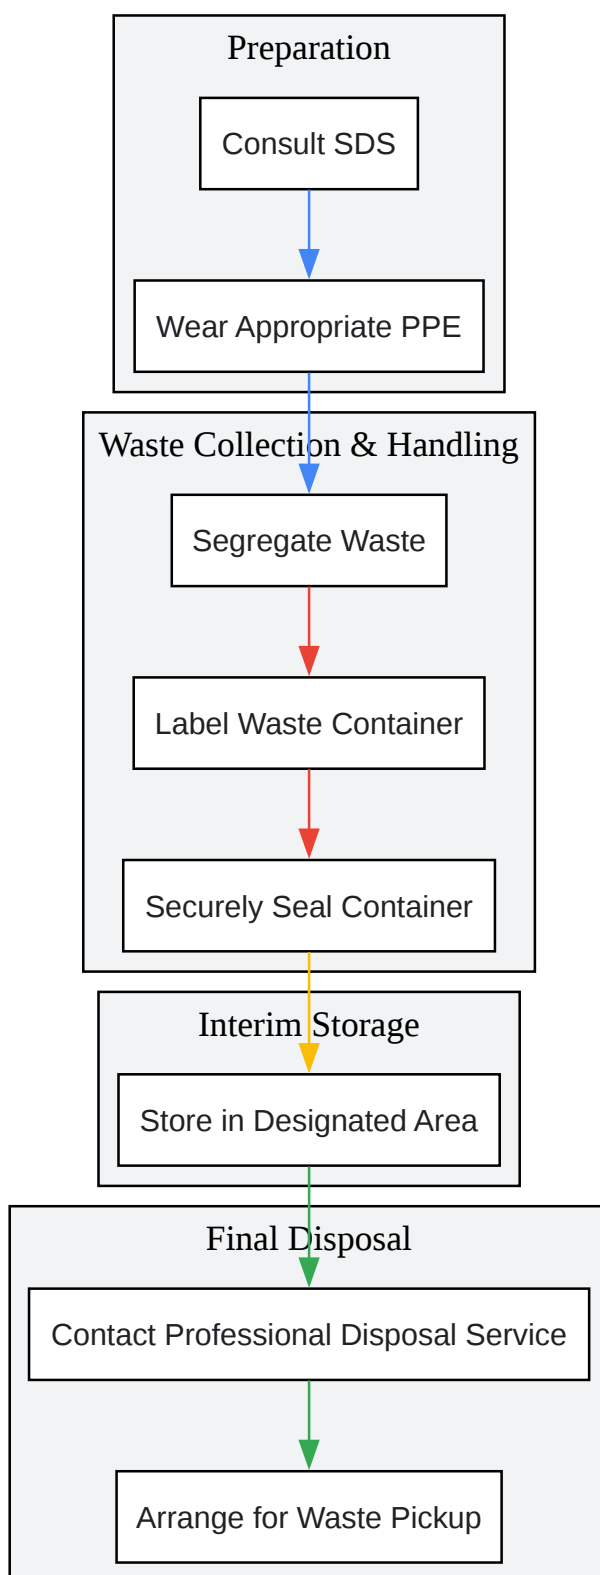 Preparation
Consult SDS
Wear Appropriate PPE
Waste Collection & Handling
Segregate Waste
Label Waste Container
Securely Seal Container
Interim Storage
Store in Designated Area
Final Disposal
Contact Professional Disposal Service
Arrange for Waste Pickup